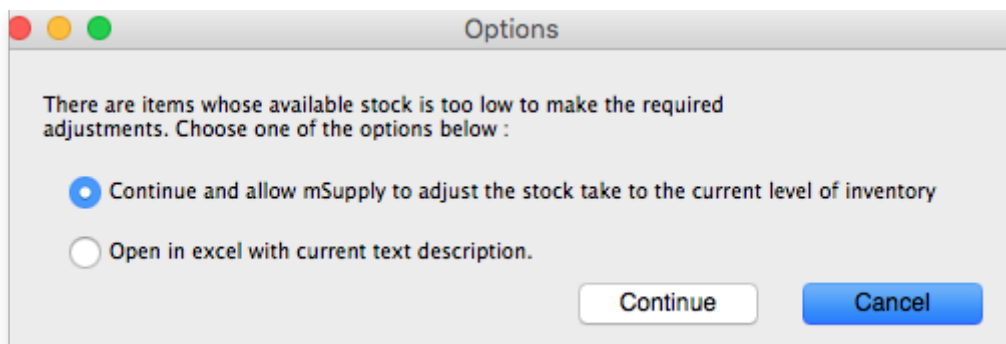 Options
There are items whose available stock is too low to make the required
adjustments. Choose one of the options below :
Continue and allow mSupply to adjust the stock take to the current level of inventory
Open in excel with current text description.
Continue
Cancel